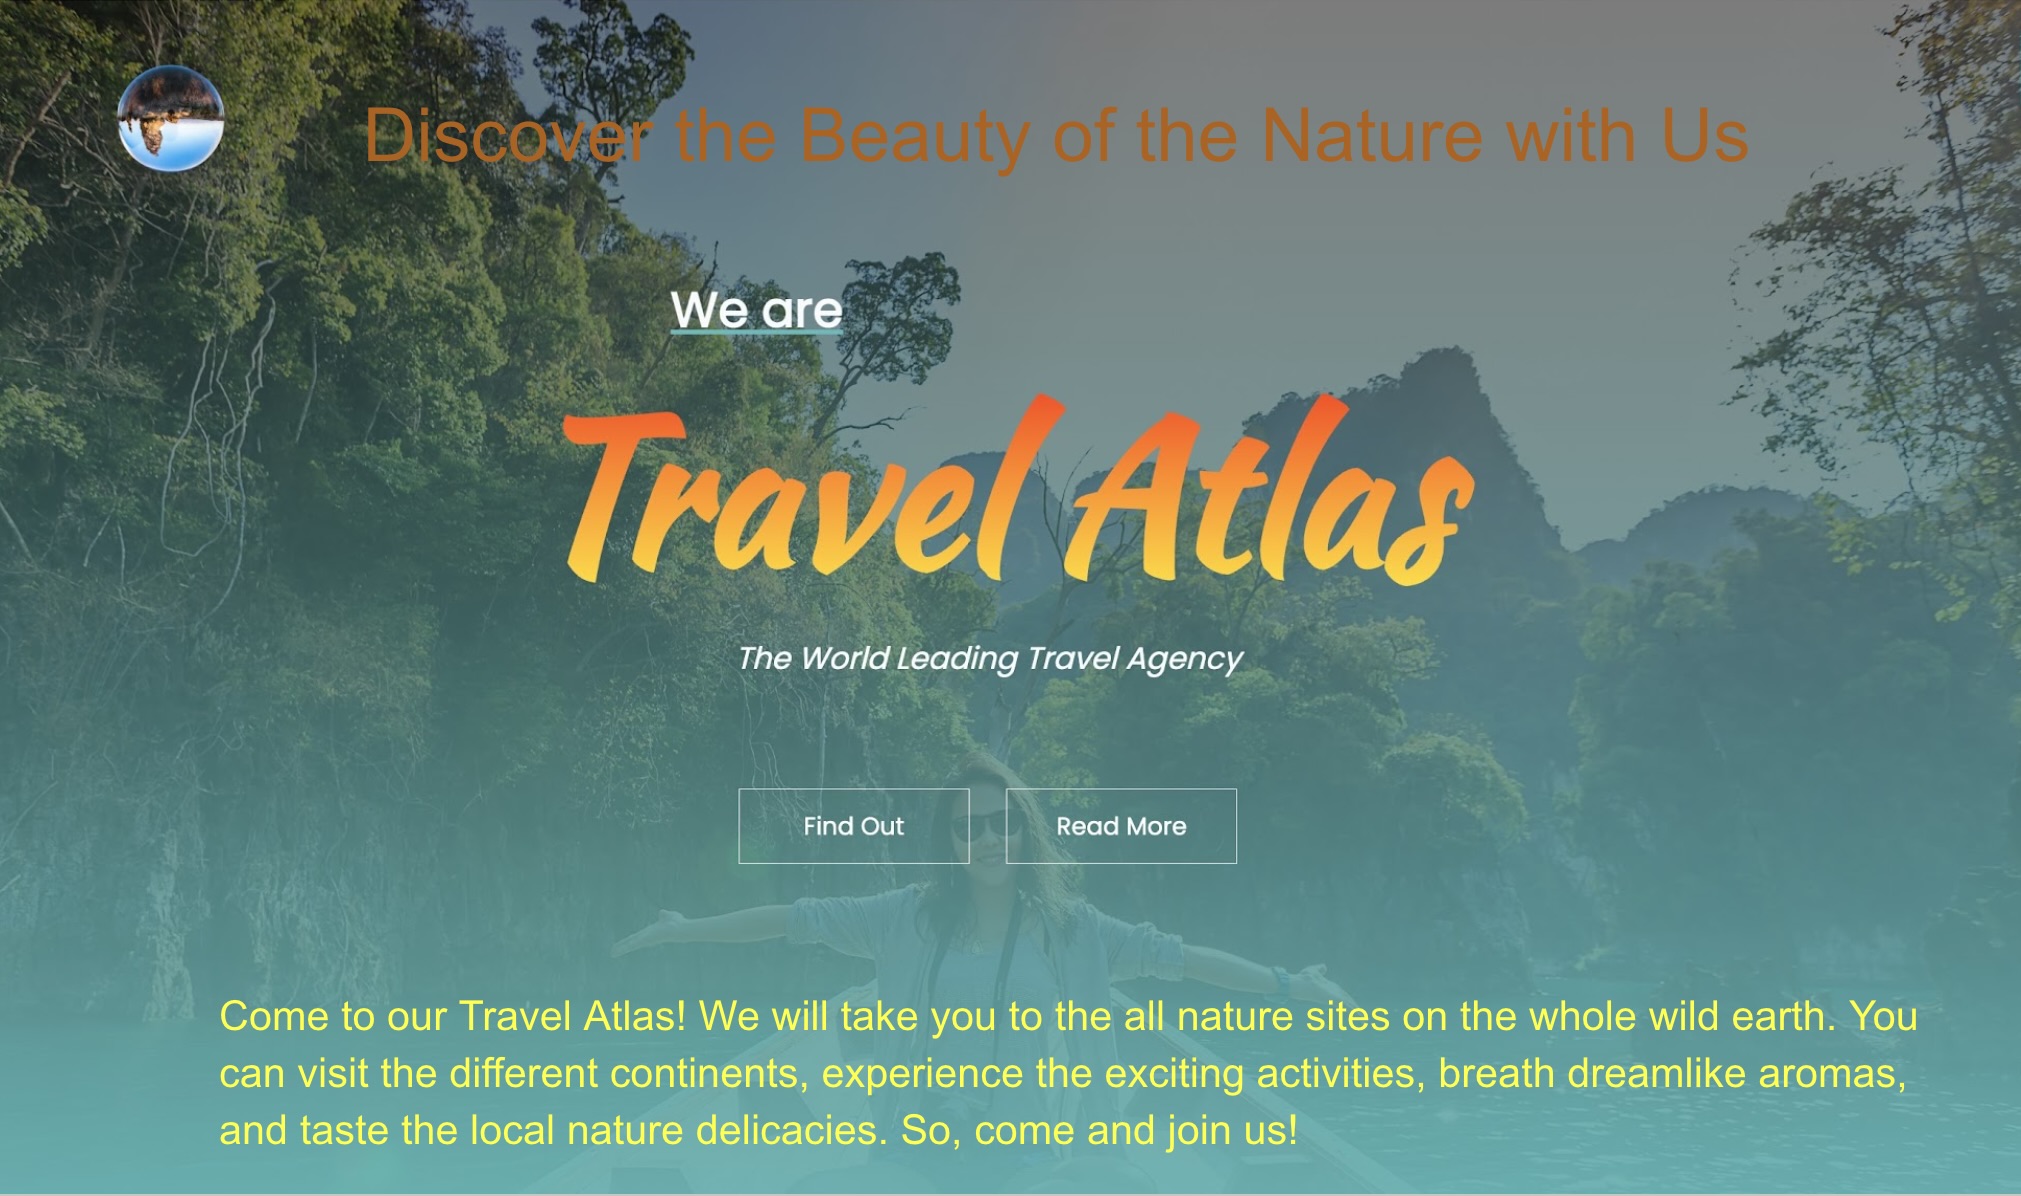 Discover the Beauty of the Nature with Us
We are
Travel Atlas
The World Leading Travel Agency
Find Out
Read More
Come to our Travel Atlas! We will take you to the all nature sites on the whole wild earth. You
can visit the different continents, experience the exciting activities, breath dreamlike aromas,
and taste the local nature delicacies. So, come and join us!